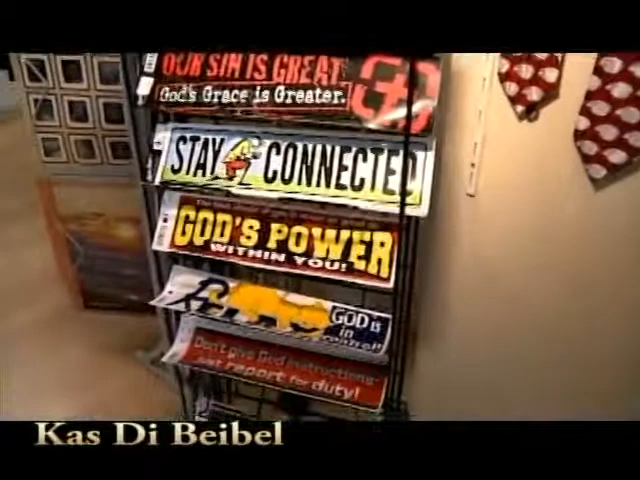 OUR SIN IS GREAT
God's Grace is Greater.
STAY CONNECTED
GOD'S POWER
WITHIN YOU!
GOD is
in
control!
Don't give God instructions-
just report for duty!
Kas Di Beibel